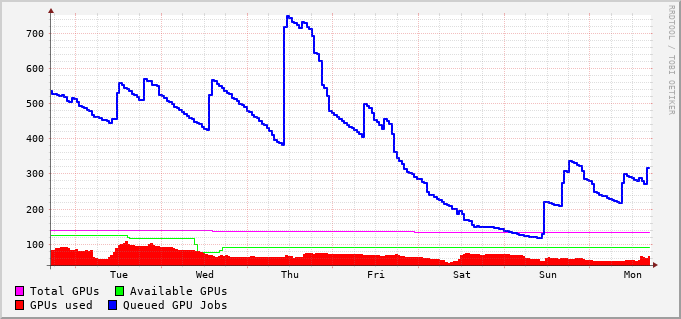 RRDTOOL / TOBI OETIKER
700
600
500
400
300
200
100
Tue Wed Thu Fri Sat Sun Mon
Total GPUs Available GPUs
GPUs used Queued GPU Jobs